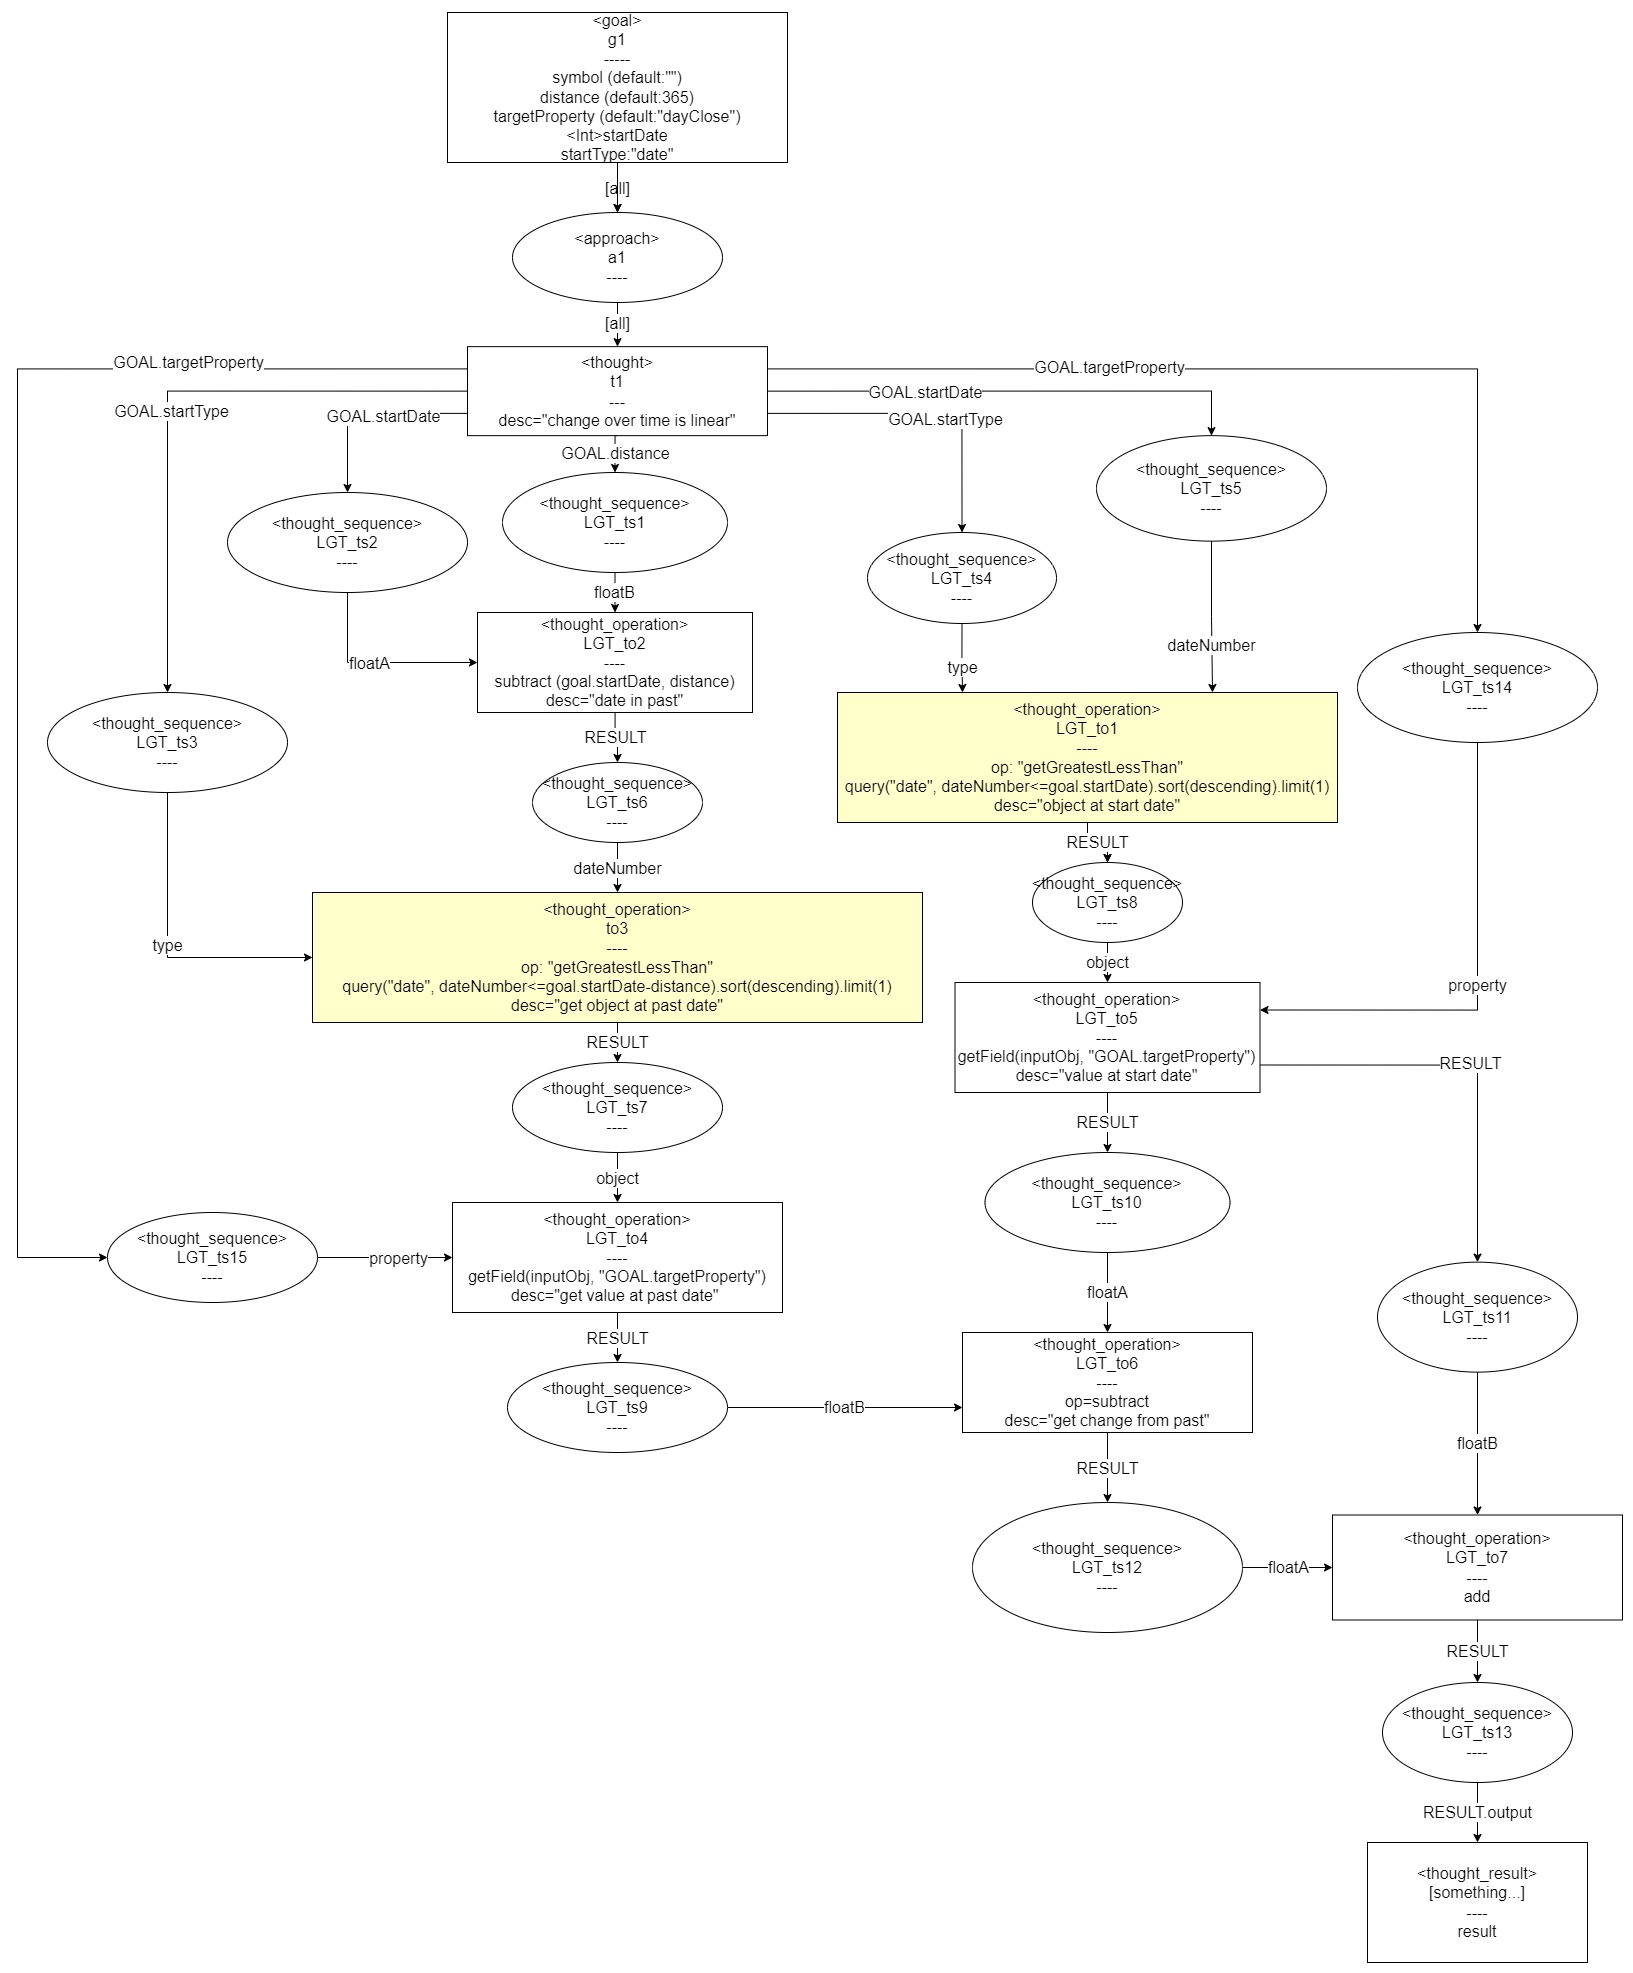 <goal>
g1
-----
symbol (default:"")
distance (default:365)
targetProperty (default:"dayClose")
<Int>startDate
startType:"date"
[all]
<approach>
a1
----
[all]
<thought>
t1
---
desc="change over time is linear"
GOAL.targetProperty
GOAL.startType
GOAL.startDate
GOAL.distance
GOAL.targetProperty
GOAL.startDate
GOAL.startType
<thought_sequence>
LGT_ts5
----
<thought_sequence>
LGT_ts1
----
<thought_sequence>
LGT_ts2
----
<thought_sequence>
LGT_ts4
----
floatB
<thought_operation>
LGT_to2
----
subtract (goal.startDate, distance)
desc="date in past"
floatA
type
dateNumber
<thought_sequence>
LGT_ts14
----
<thought_sequence>
LGT_ts3
----
RESULT
<thought_operation>
LGT_to1
----
op: "getGreatestLessThan"
query("date", dateNumber<=goal.startDate).sort(descending).limit(1)
desc="object at start date"
<thought_sequence>
LGT_ts6
----
RESULT
dateNumber
<thought_sequence>
LGT_ts8
----
<thought_operation>
to3
----
op: "getGreatestLessThan"
query("date", dateNumber<=goal.startDate-distance).sort(descending).limit(1)
desc="get object at past date"
type
object
property
<thought_operation>
LGT_to5
----
getField(inputObj, "GOAL.targetProperty")
desc="value at start date"
RESULT
RESULT
<thought_sequence>
LGT_ts7
----
RESULT
object
<thought_sequence>
LGT_ts10
----
<thought_sequence>
LGT_ts15
----
property
<thought_operation>
LGT_to4
----
getField(inputObj, "GOAL.targetProperty")
desc="get value at past date"
floatA
<thought_sequence>
LGT_ts11
----
RESULT
<thought_operation>
LGT_to6
----
op=subtract
desc="get change from past"
<thought_sequence>
LGT_ts9
----
floatB
floatB
RESULT
<thought_sequence>
LGT_ts12
----
floatA
<thought_operation>
LGT_to7
----
add
RESULT
<thought_sequence>
LGT_ts13
----
RESULT.output
<thought_result>
[something...]
----
result